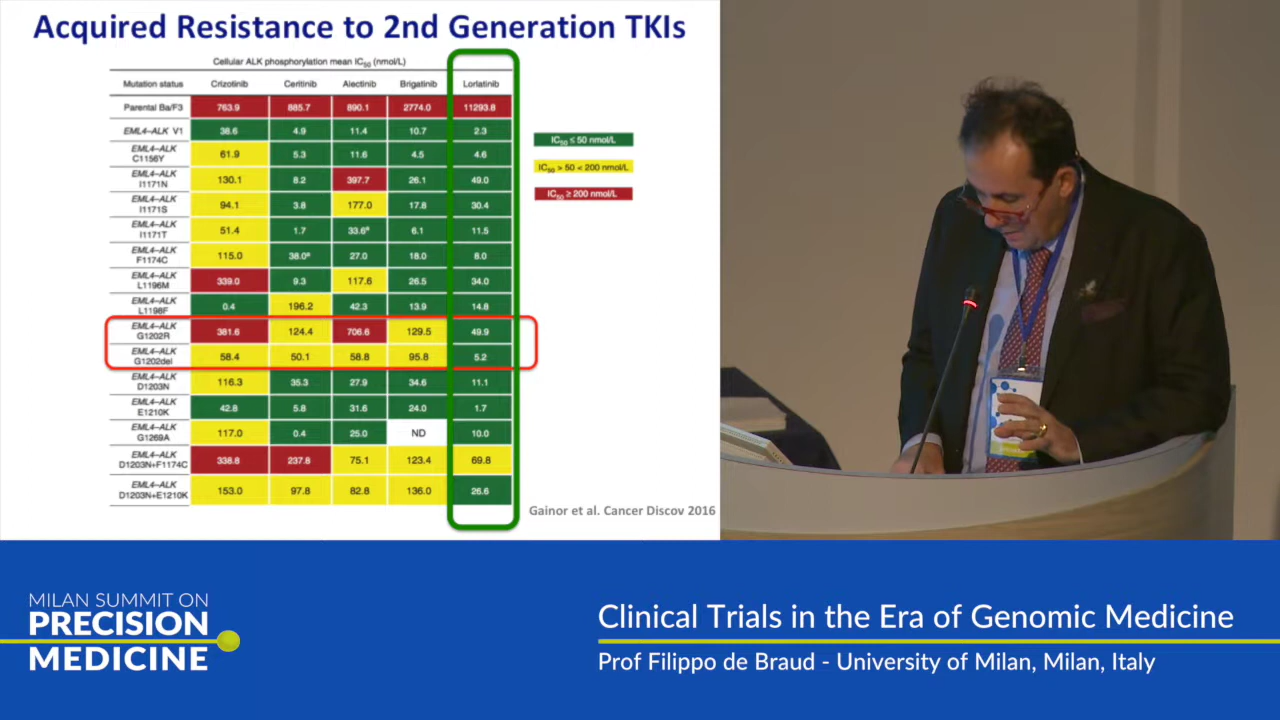 Acquired Resistance to 2nd Generation TKIs
Cellular ALK phosphorylation mean IC50 (nmol/L)
Mutation status Crizotinib Ceritinib Alectinib Brigatinib Lorlatinib
Parental Ba/F3 763.9 885.7 890.1 2774.0 11293.8
EML4–ALK V1 38.6 4.9 11.4 10.7 2.3
EML4–ALK C1156Y 61.9 5.3 11.6 4.5 4.6
EML4–ALK I1171N 130.1 8.2 397.7 26.1 49.0
EML4–ALK I1171S 94.1 3.8 177.0 17.8 30.4
EML4–ALK I1171T 51.4 1.7 33.6a 6.1 11.5
EML4–ALK F1174C 115.0 38.0a 27.0 18.0 8.0
EML4–ALK L1196M 339.0 9.3 117.6 26.5 34.0
EML4–ALK L1198F 0.4 196.2 42.3 13.9 14.8
EML4–ALK G1202R 381.6 124.4 706.6 129.5 49.9
EML4–ALK G1202del 58.4 50.1 58.8 95.8 5.2
EML4–ALK D1203N 116.3 35.3 27.9 34.6 11.1
EML4–ALK E1210K 42.8 5.8 31.6 24.0 1.7
EML4–ALK G1269A 117.0 0.4 25.0 ND 10.0
EML4–ALK D1203N+F1174C 338.8 237.8 75.1 123.4 69.8
EML4–ALK D1203N+E1210K 153.0 97.8 82.8 136.0 26.6
IC50 ≤ 50 nmol/L
IC50 > 50 < 200 nmol/L
IC50 ≥ 200 nmol/L
Gainor et al. Cancer Discov 2016
MILAN SUMMIT ON
PRECISION
MEDICINE
Clinical Trials in the Era of Genomic Medicine
Prof Filippo de Braud - University of Milan, Milan, Italy